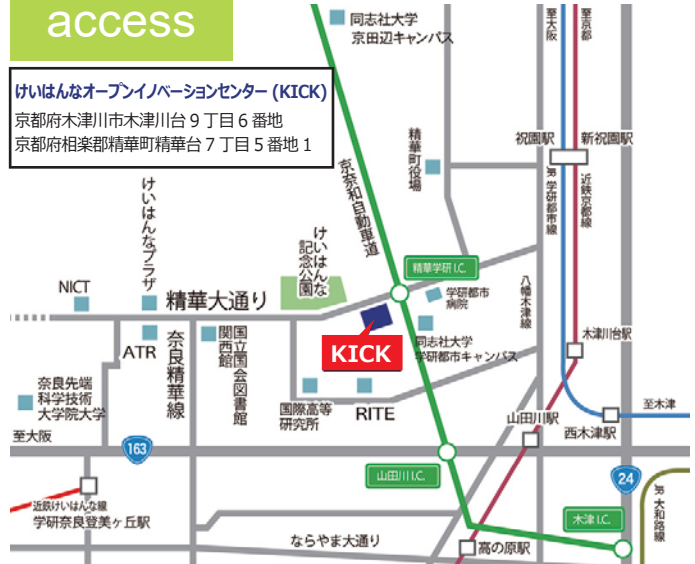 access
けいはんなオープンイノベーションセンター (KICK)
京都府木津川市木津川台９丁目６番地
京都府相楽郡精華町精華台７丁目５番地１
同志社大学
京田辺キャンパス
至大阪
至京都
精華町役場
祝園駅
新祝園駅
JR 学研都市線
近鉄京都線
京奈和自動車道
けいはんなプラザ
けいはんな
記念公園
精華学研 I.C.
学研都市
病院
八幡木津線
NICT
精華大通り
ATR
奈良精華線
国立国会図書館
関西館
KICK
同志社大学
学研都市キャンパス
木津川台駅
奈良先端
科学技術
大学院大学
国際高等
研究所
RITE
山田川駅
西木津駅
至木津
至大阪
163
山田川 I.C.
24
近鉄けいはんな線
学研奈良登美ヶ丘駅
ならやま大通り
高の原駅
木津 I.C.
JR 大和路線